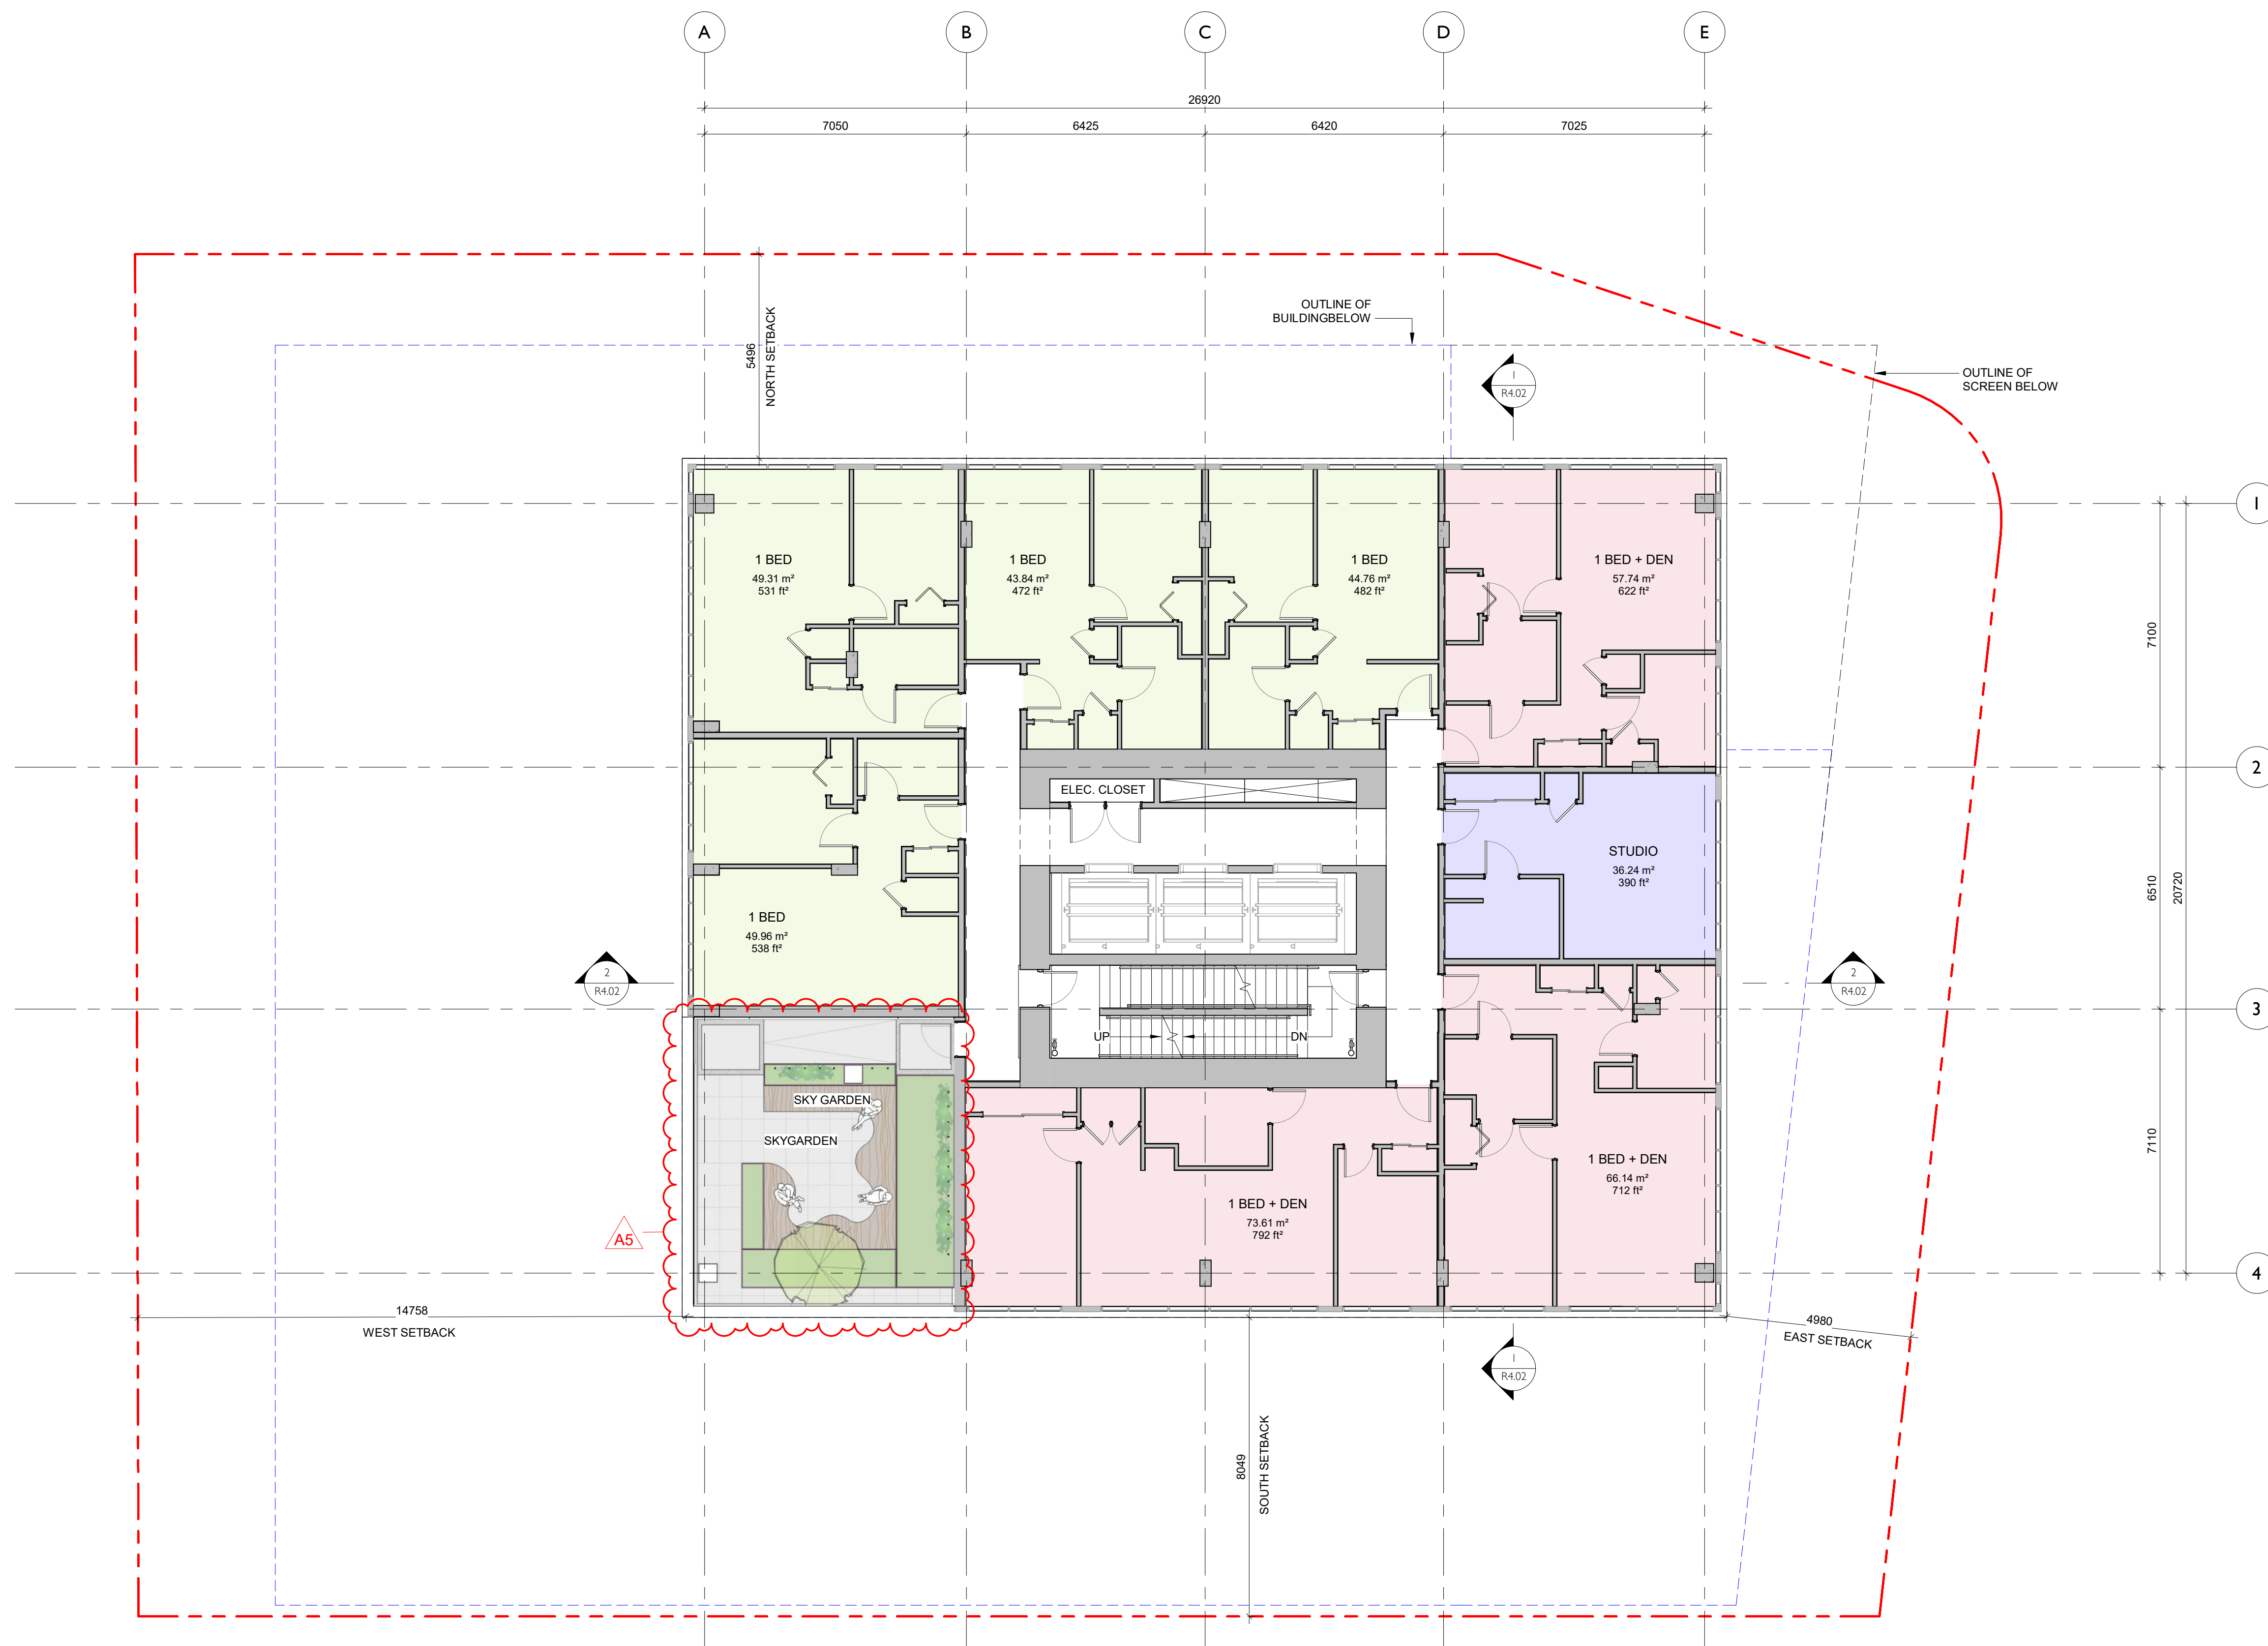 A
B
C
D
E
26920
7050
6425
6420
7025
5496
NORTH SETBACK
OUTLINE OF
BUILDINGBELOW
1
R4.02
OUTLINE OF
SCREEN BELOW
1
1 BED
49.31 m²
531 ft²
1 BED
43.84 m²
472 ft²
1 BED
44.76 m²
482 ft²
1 BED + DEN
57.74 m²
622 ft²
7100
2
ELEC. CLOSET
STUDIO
36.24 m²
390 ft²
6510
20720
1 BED
49.96 m²
538 ft²
2
R4.02
2
R4.02
3
UP
DN
SKY GARDEN
SKYGARDEN
7110
1 BED + DEN
66.14 m²
712 ft²
1 BED + DEN
73.61 m²
792 ft²
A5
4
14758
WEST SETBACK
4980
EAST SETBACK
1
R4.02
8049
SOUTH SETBACK